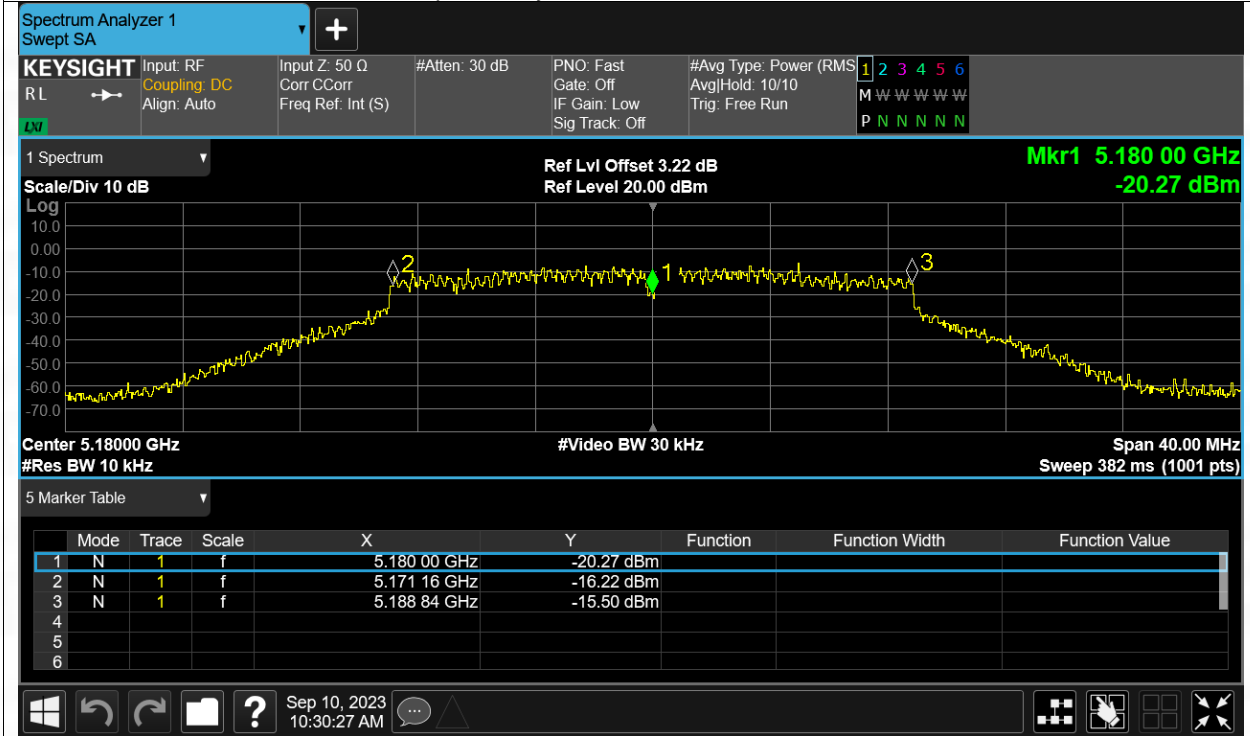 Spectrum Analyzer 1
Swept SA
+
KEYSIGHT Input: RF Input Z: 50 Ω #Atten: 30 dB PNO: Fast #Avg Type: Power (RMS 1 2 3 4 5 6
R L Coupling: DC Corr CCorr Gate: Off Avg|Hold: 10/10 M W W W W W
Align: Auto Freq Ref: Int (S) IF Gain: Low Trig: Free Run
LXI Sig Track: Off P N N N N N
1 Spectrum Ref Lvl Offset 3.22 dB Mkr1 5.180 00 GHz
Scale/Div 10 dB Ref Level 20.00 dBm -20.27 dBm
Log
10.0
0.00
-10.0
-20.0
-30.0
-40.0
-50.0
-60.0
-70.0
2
1
3
Center 5.18000 GHz #Video BW 30 kHz Span 40.00 MHz
#Res BW 10 kHz Sweep 382 ms (1001 pts)
5 Marker Table
Mode Trace Scale X Y Function Function Width Function Value
1 N 1 f 5.180 00 GHz -20.27 dBm
2 N 1 f 5.171 16 GHz -16.22 dBm
3 N 1 f 5.188 84 GHz -15.50 dBm
4
5
6
? Sep 10, 2023
10:30:27 AM